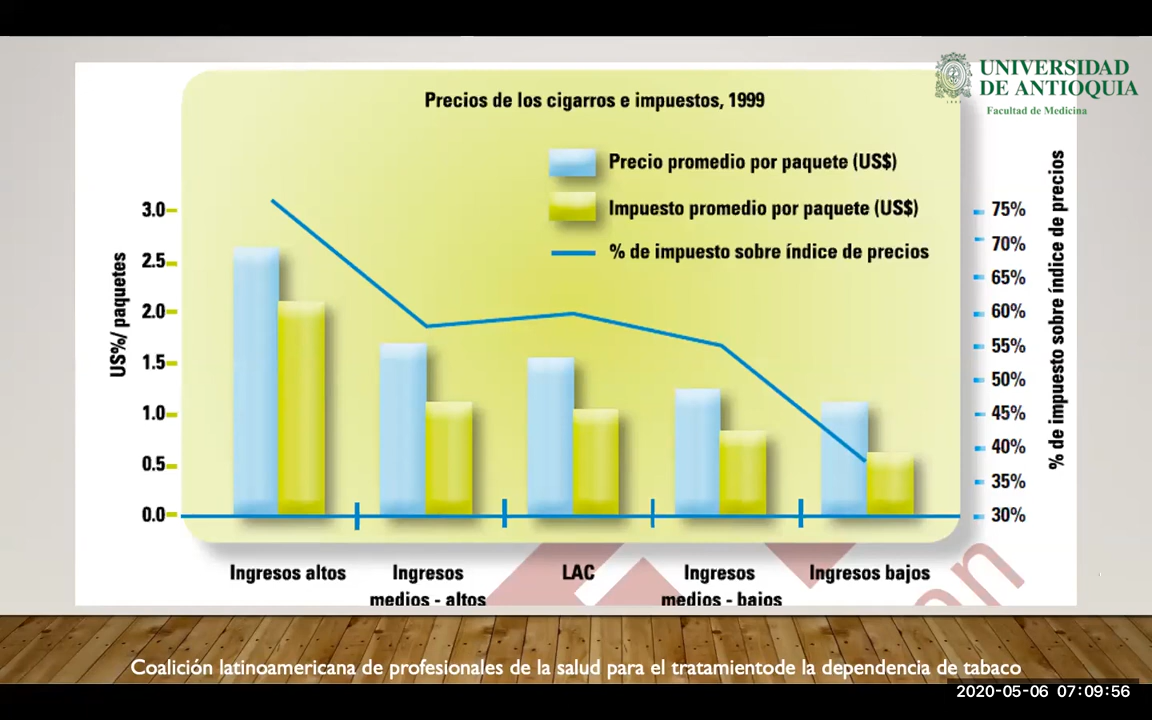 UNIVERSIDAD
DE ANTIOQUIA
1803
Facultad de Medicina
Precios de los cigarros e impuestos, 1999
Precio promedio por paquete (US$)
Impuesto promedio por paquete (US$)
% de impuesto sobre índice de precios
US%/ paquetes
3.0
2.5
2.0
1.5
1.0
0.5
0.0
75%
70%
65%
60%
55%
50%
45%
40%
35%
30%
% de impuesto sobre índice de precios
Ingresos altos
Ingresos
medios - altos
LAC
Ingresos
medios - bajos
Ingresos bajos
on
Coalición latinoamericana de profesionales de la salud para el tratamientode la dependencia de tabaco
2020-05-06 07:09:56